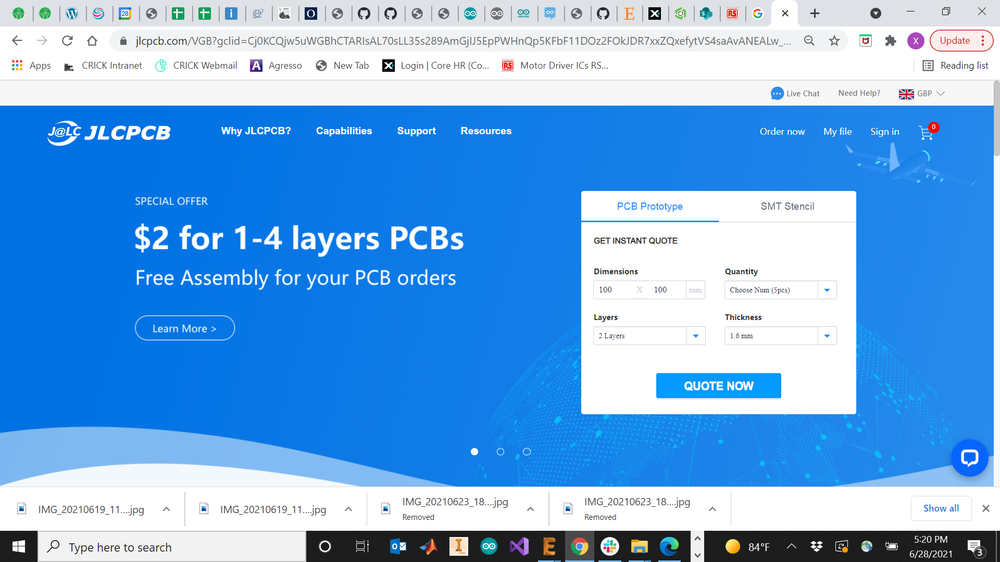 jlcpcb.com/VGB?gclid=Cj0KCQjw5uWGBhCTARIsAL70sLL35s289AmGjIJ5EpPWHnQp5KFbF11DOz2FOkJDR7xxZQxefytVS4saAvANEALw_...
X
Update
Apps
CRICK Intranet
CRICK Webmail
Agresso
New Tab
Login | Core HR (Co...
Motor Driver ICs RS...
Reading list
Live Chat
Need Help?
GBP
J@LC JLCPCB
Why JLCPCB?
Capabilities
Support
Resources
Order now
My file
Sign in
0
SPECIAL OFFER
$2 for 1-4 layers PCBs
Free Assembly for your PCB orders
Learn More >
PCB Prototype
SMT Stencil
GET INSTANT QUOTE
Dimensions
Quantity
100 X 100 mm
Choose Num (5pcs)
Layers
Thickness
2 Layers
1.6 mm
QUOTE NOW
IMG_20210619_11....jpg
IMG_20210619_11....jpg
IMG_20210623_18....jpg
Removed
IMG_20210623_18....jpg
Removed
Show all
Type here to search
84°F
5:20 PM
6/28/2021
3